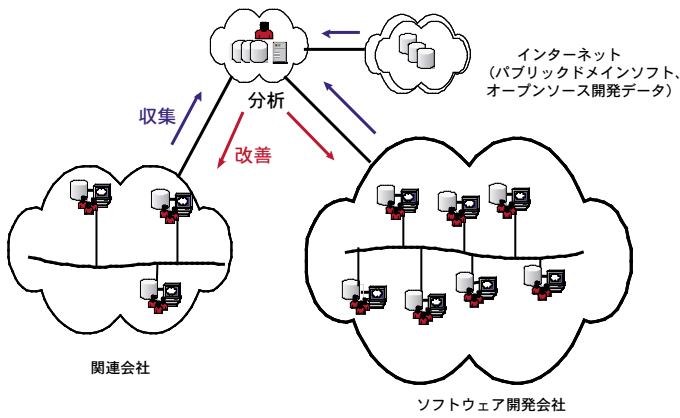 インターネット
（パブリックドメインソフト、
オープンソース開発データ）
分析
収集
改善
関連会社
ソフトウェア開発会社